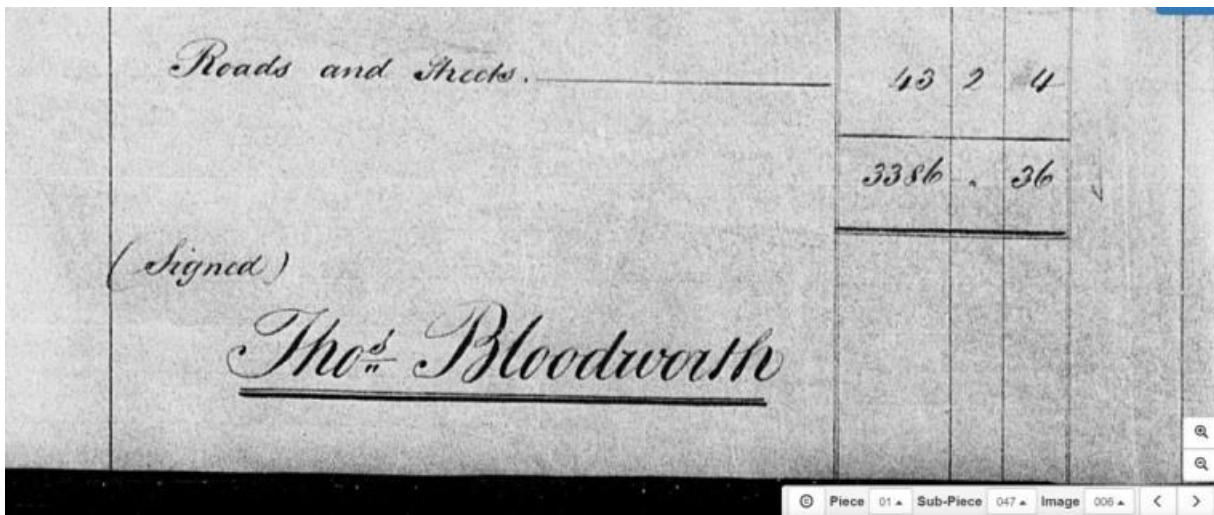 Roads and Streets. 43 2 4
3386 . 36
(Signed)
Thos Bloodworth
Piece 01 Sub-Piece 047 Image 006